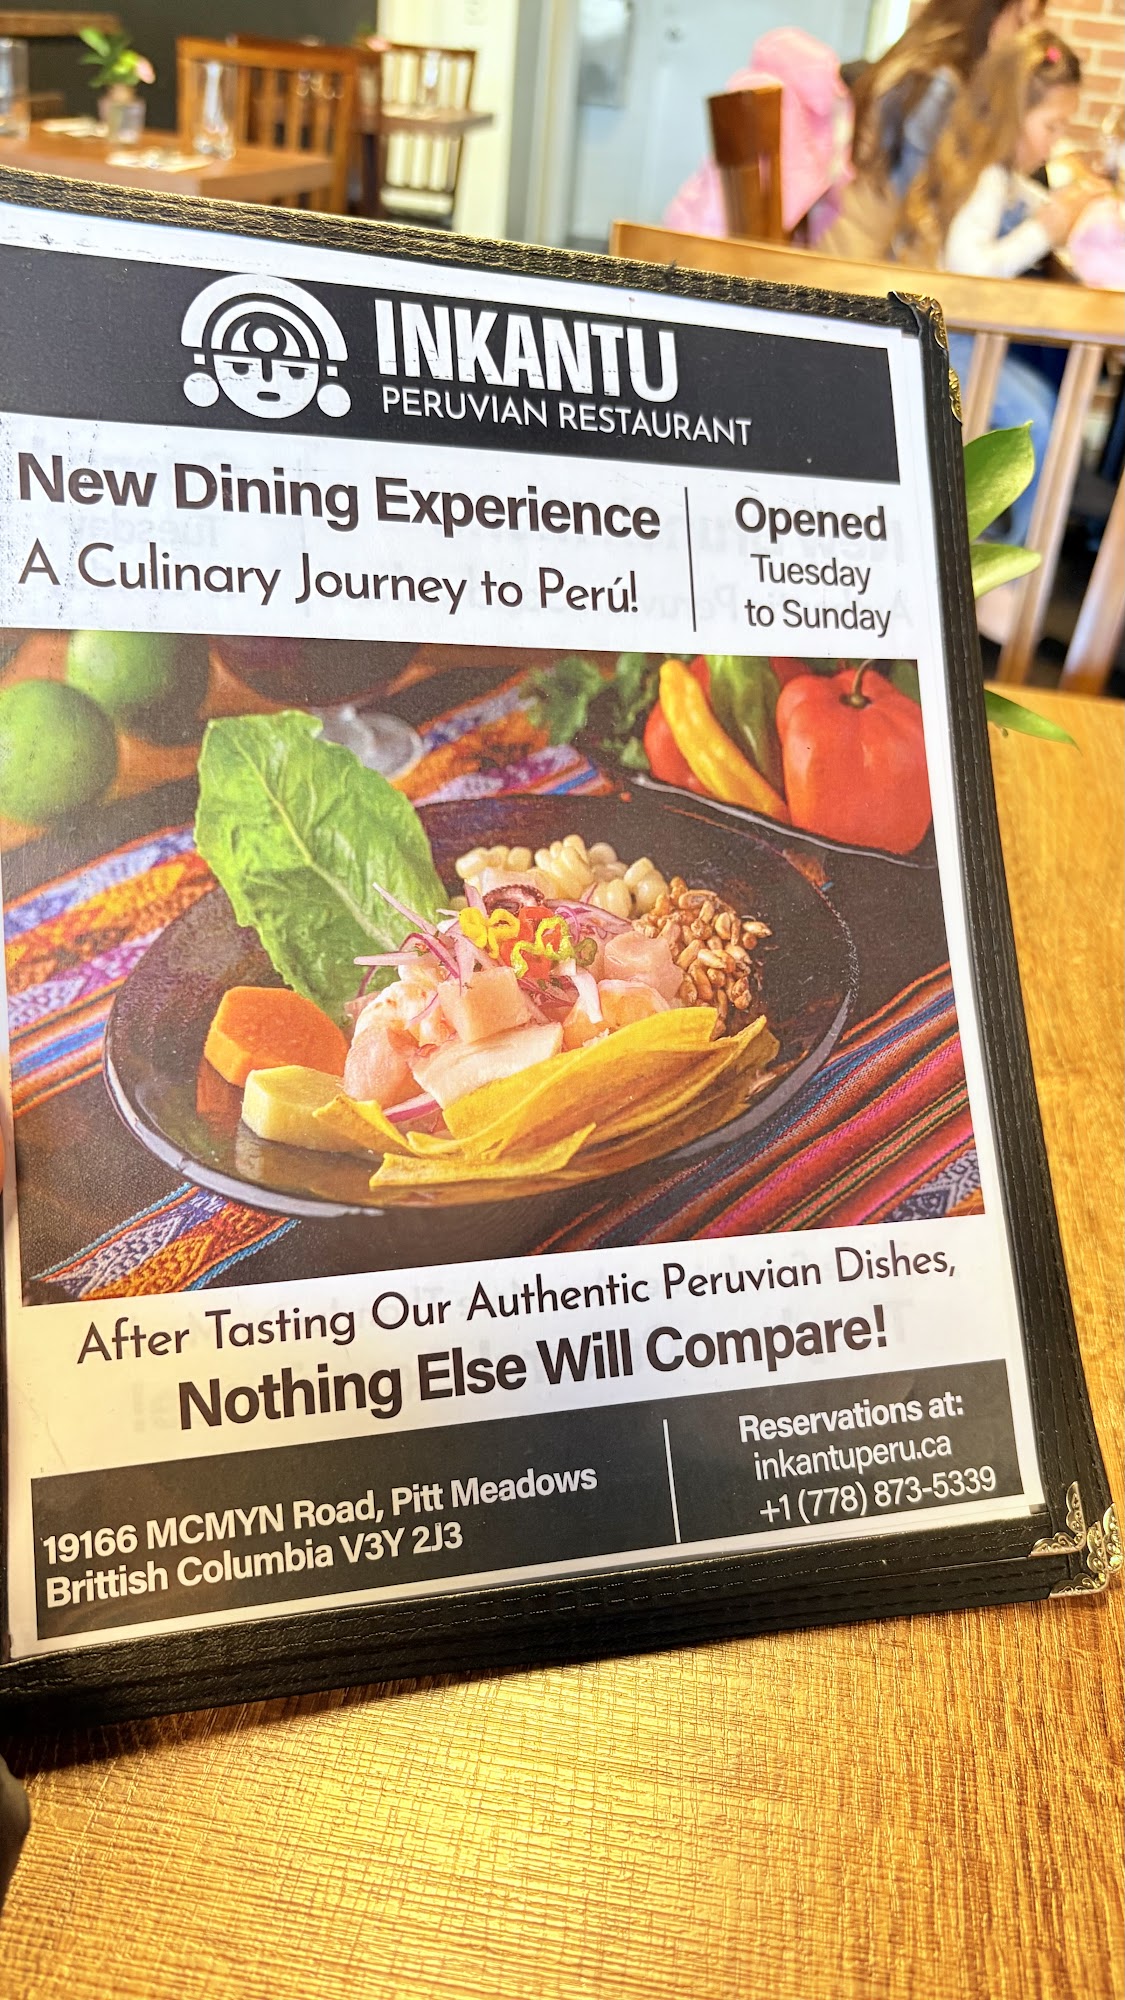 INKANTU
PERUVIAN RESTAURANT
New Dining Experience
A Culinary Journey to Perú!
Opened
Tuesday
to Sunday
After Tasting Our Authentic Peruvian Dishes,
Nothing Else Will Compare!
19166 MCMYN Road, Pitt Meadows
Brittish Columbia V3Y 2J3
Reservations at:
inkantuperu.ca
+1 (778) 873-5339